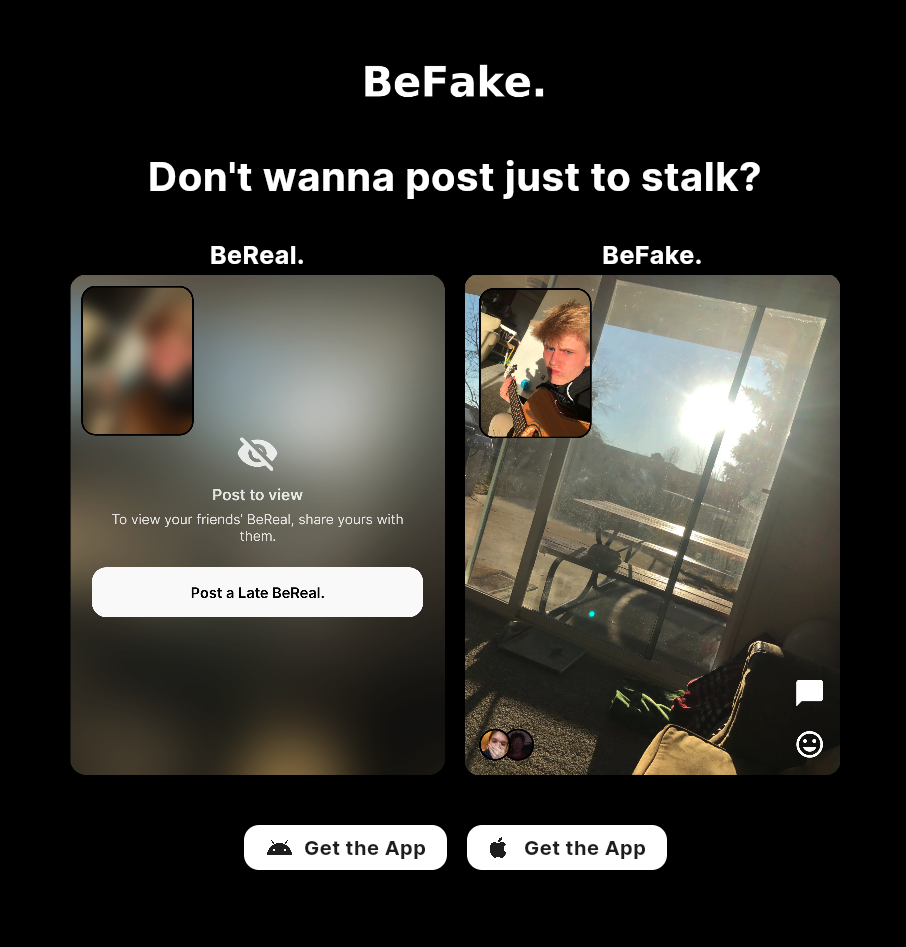 BeFake.
Don't wanna post just to stalk?
BeReal.
BeFake.
Post to view
To view your friends' BeReal, share yours with
them.
Post a Late BeReal.
Get the App
Get the App